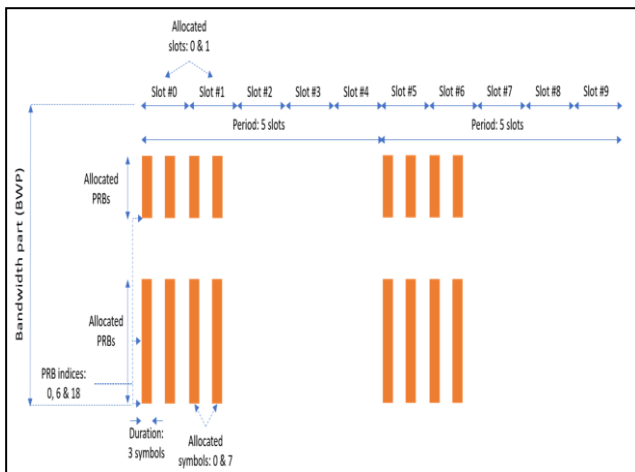 Allocated
slots: 0 & 1
Slot #0 Slot #1 Slot #2 Slot #3 Slot #4 Slot #5 Slot #6 Slot #7 Slot #8 Slot #9
Period: 5 slots Period: 5 slots
Bandwidth part (BWP)
Allocated
PRBs
Allocated
PRBs
PRB indices:
0, 6 & 18
Duration:
3 symbols
Allocated
symbols: 0 & 7